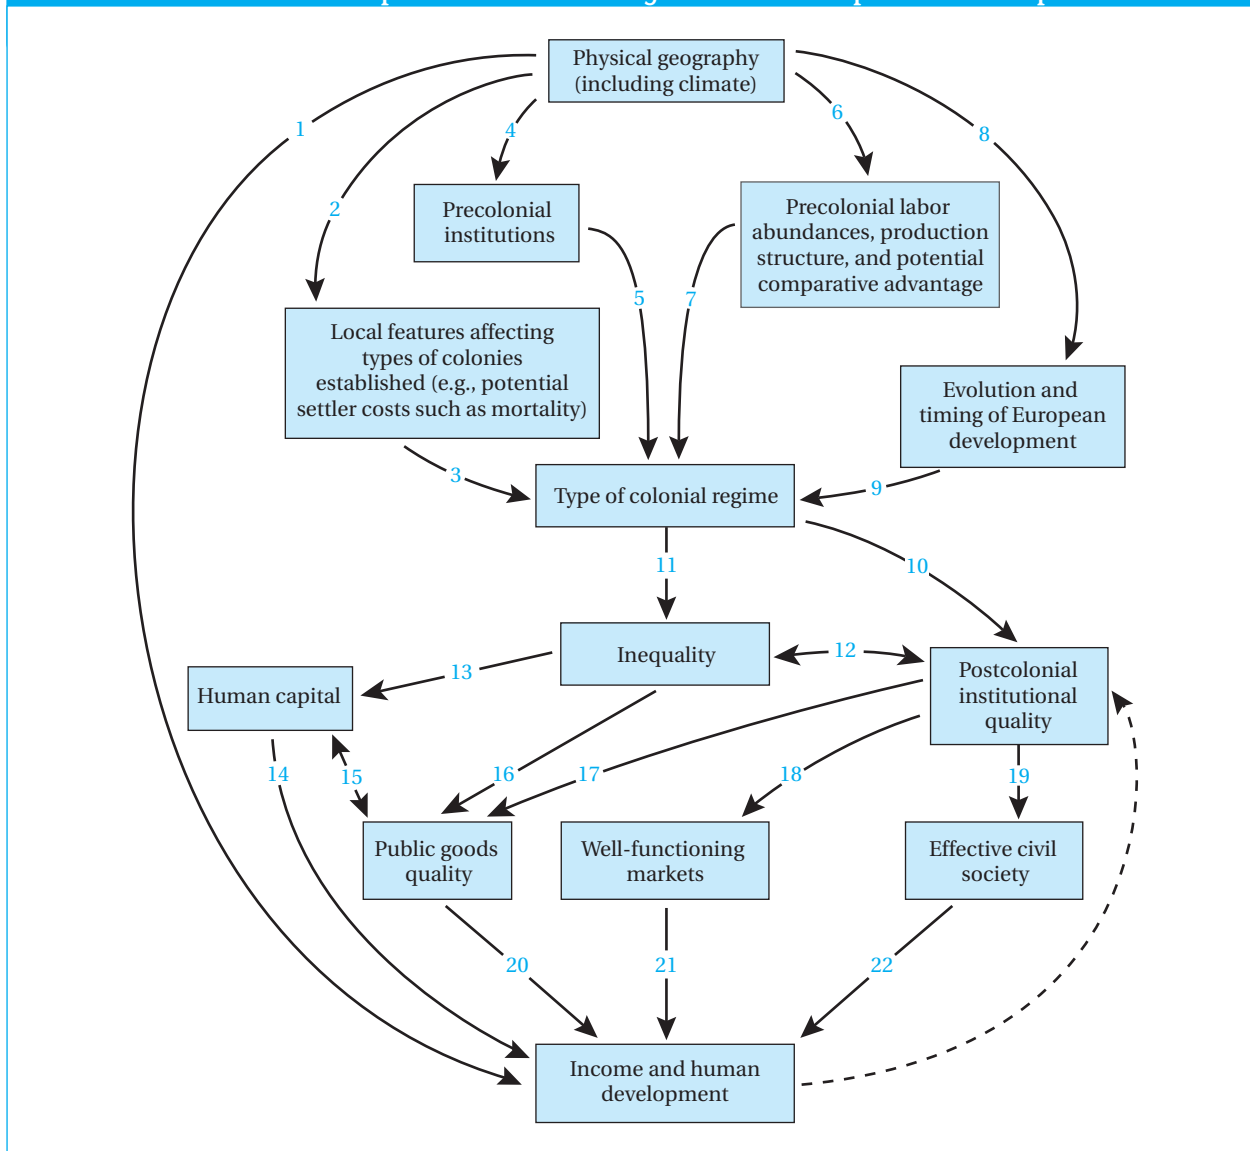 Physical geography
(including climate)
1
2
4
6
8
Precolonial
institutions
Precolonial labor
abundances, production
structure, and potential
comparative advantage
5
7
Local features affecting
types of colonies
established (e.g., potential
settler costs such as mortality)
Evolution and
timing of European
development
3
9
Type of colonial regime
11
10
Inequality
12
Postcolonial
institutional
quality
13
Human capital
14
15
16
17
18
19
Public goods
quality
Well-functioning
markets
Effective civil
society
20
21
22
Income and human
development